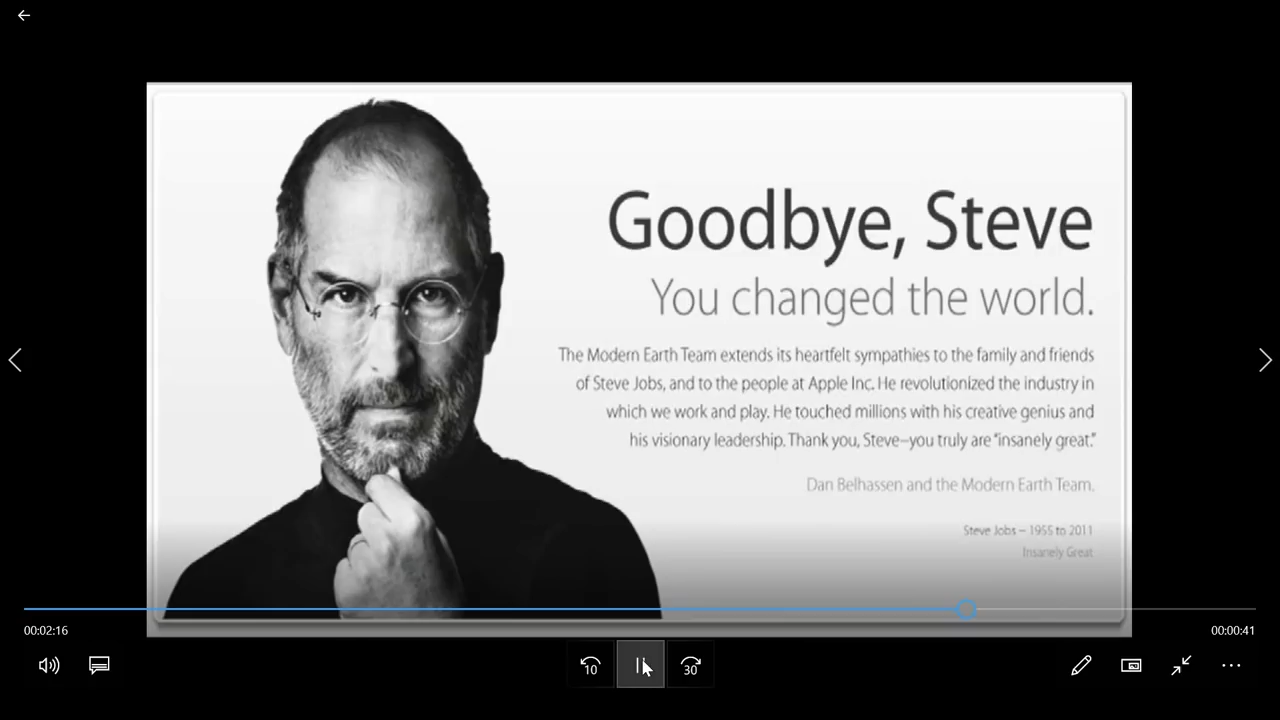 Goodbye, Steve
You changed the world.
The Modern Earth Team extends its heartfelt sympathies to the family and friends
of Steve Jobs, and to the people at Apple Inc. He revolutionized the industry in
which we work and play. He touched millions with his creative genius and
his visionary leadership. Thank you, Steve–you truly are “insanely great.”
Dan Belhassen and the Modern Earth Team.
Steve Jobs – 1955 to 2011
Insanely Great
00:02:16
00:00:41
10
30